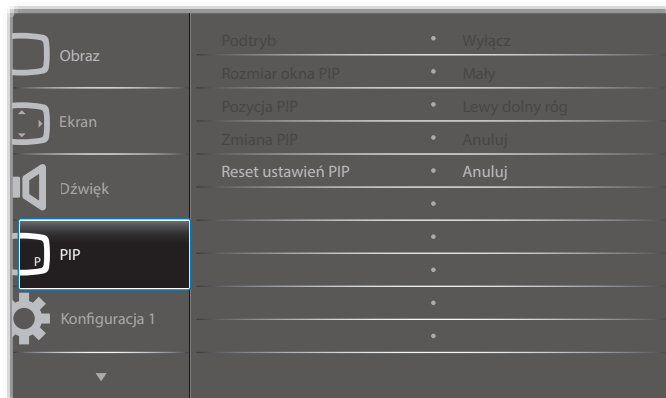 Obraz
Ekran
Dźwięk
P
PIP
Konfiguracja 1
Podtryb • Wyłącz
Rozmiar okna PIP • Mały
Pozycja PIP • Lewy dolny róg
Zmiana PIP • Anuluj
Reset ustawień PIP • Anuluj